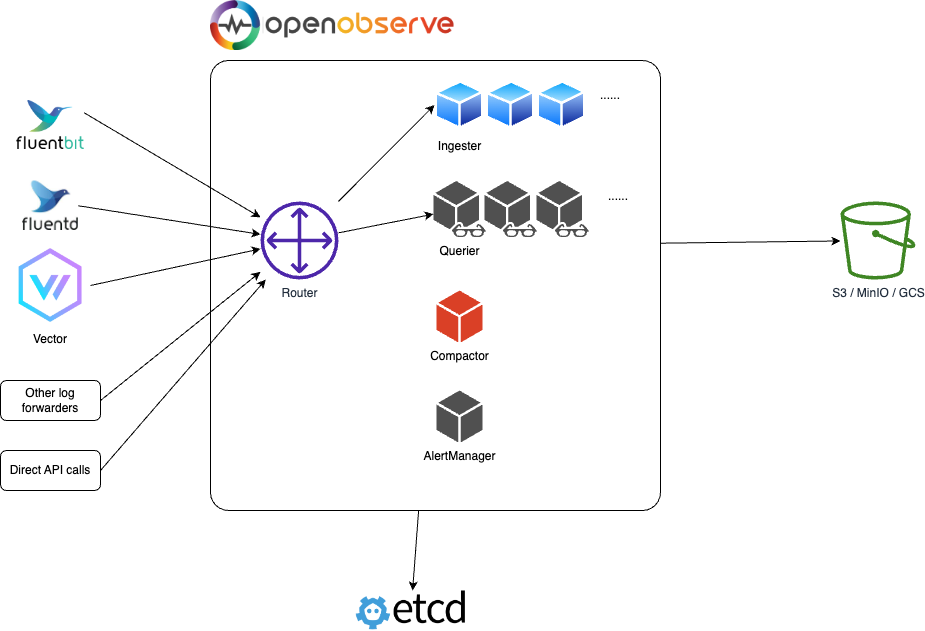 openobserve
fluentbit
fluentd
Vector
Other log
forwarders
Direct API calls
Router
......
Ingester
......
Querier
Compactor
AlertManager
S3 / MinIO / GCS
etcd